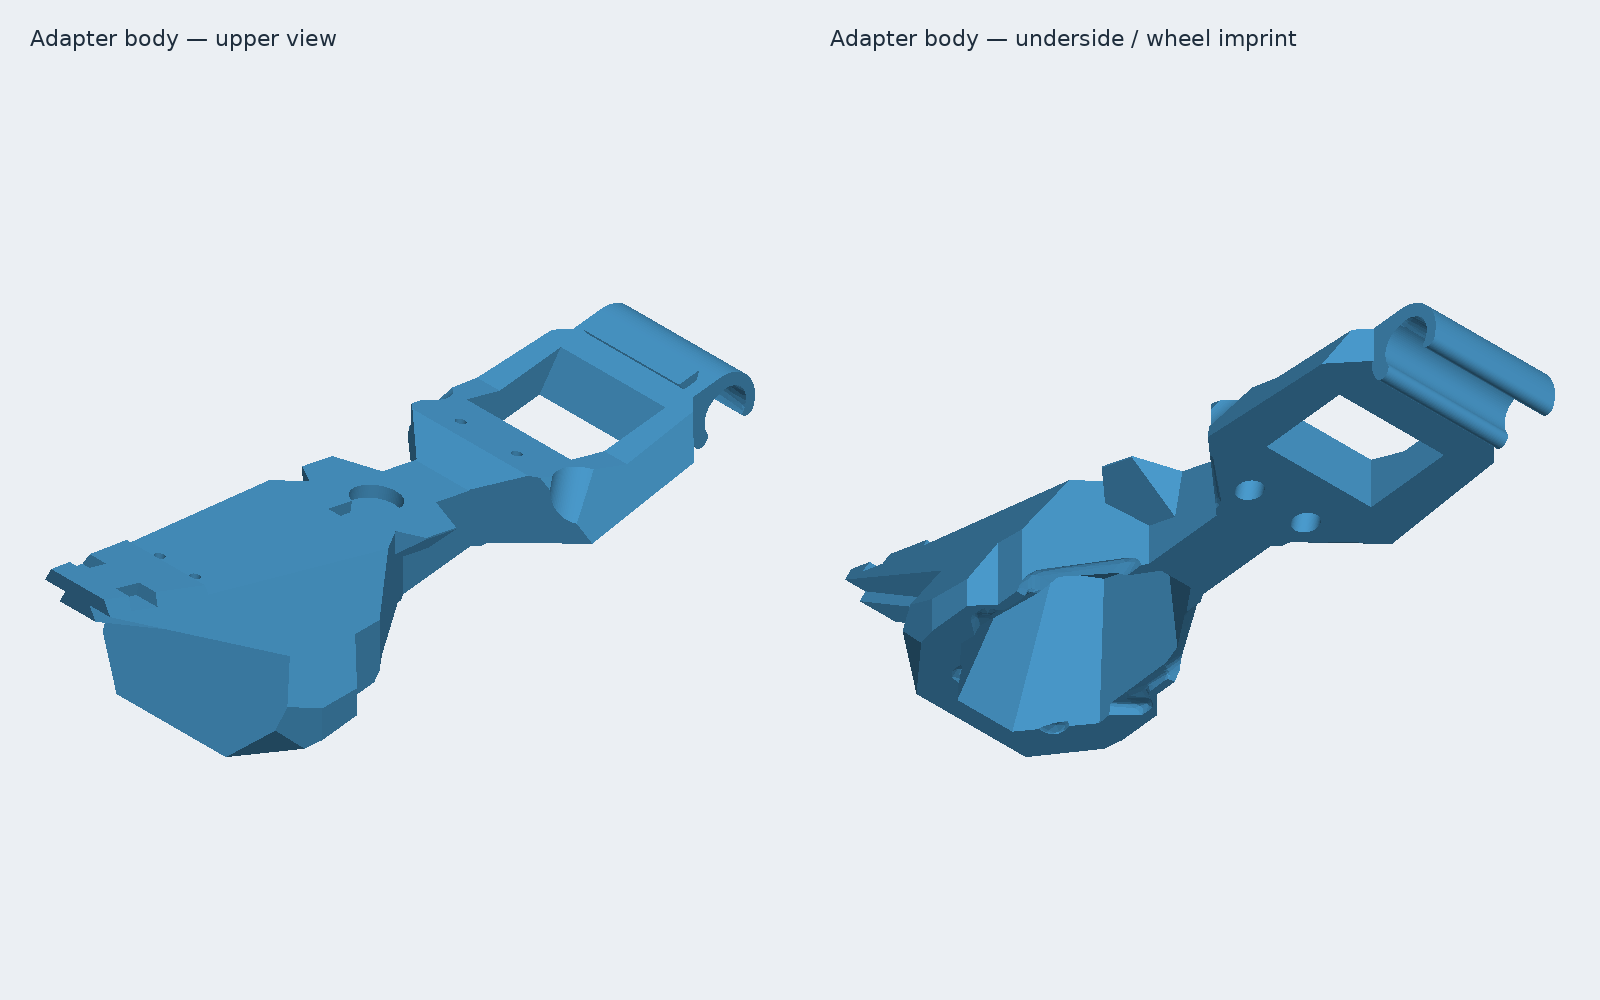 Adapter body — upper view
Adapter body — underside / wheel imprint